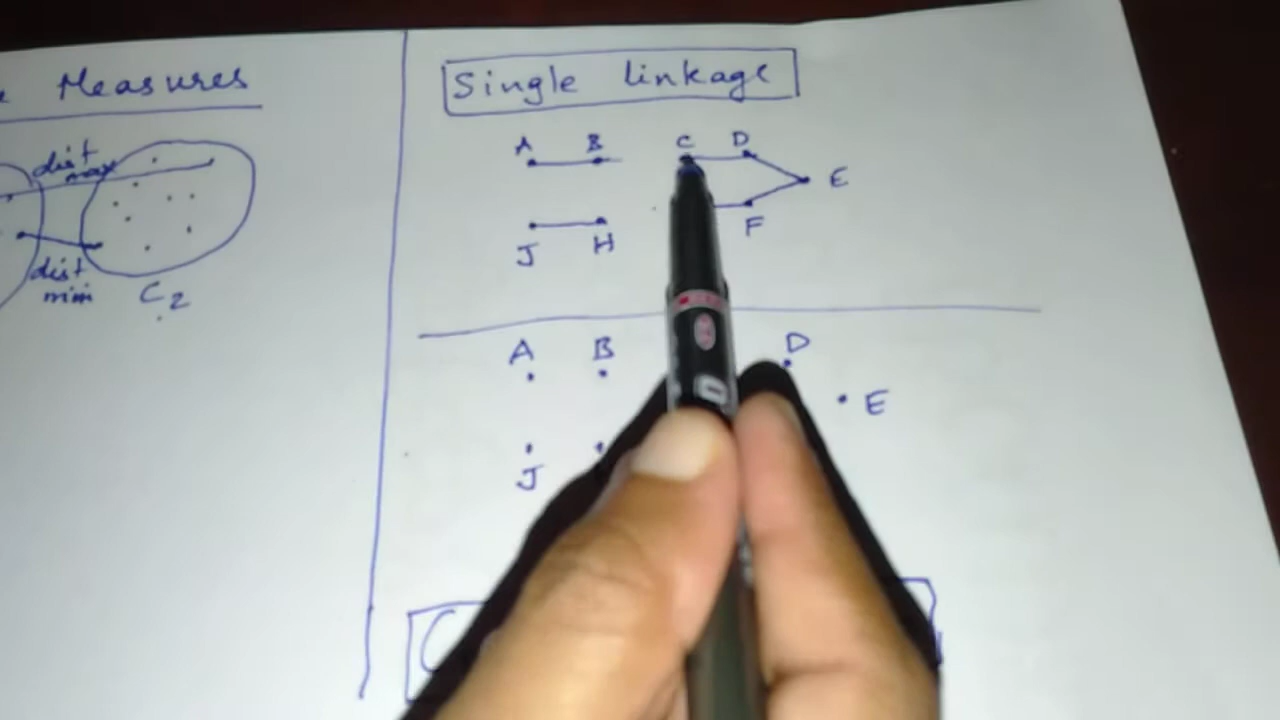 Measures
dist
max
dist
min
C2
Single linkage
A B C D
E
J H F
A B D
E
J
C